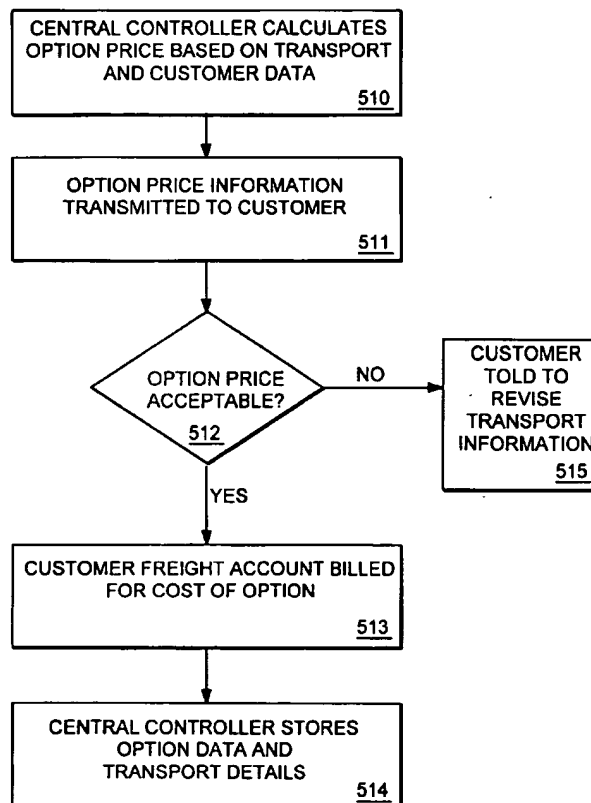 CENTRAL CONTROLLER CALCULATES
OPTION PRICE BASED ON TRANSPORT
AND CUSTOMER DATA
510
OPTION PRICE INFORMATION
TRANSMITTED TO CUSTOMER
511
OPTION PRICE
ACCEPTABLE?
512
NO
CUSTOMER
TOLD TO
REVISE
TRANSPORT
INFORMATION
515
YES
CUSTOMER FREIGHT ACCOUNT BILLED
FOR COST OF OPTION
513
CENTRAL CONTROLLER STORES
OPTION DATA AND
TRANSPORT DETAILS
514